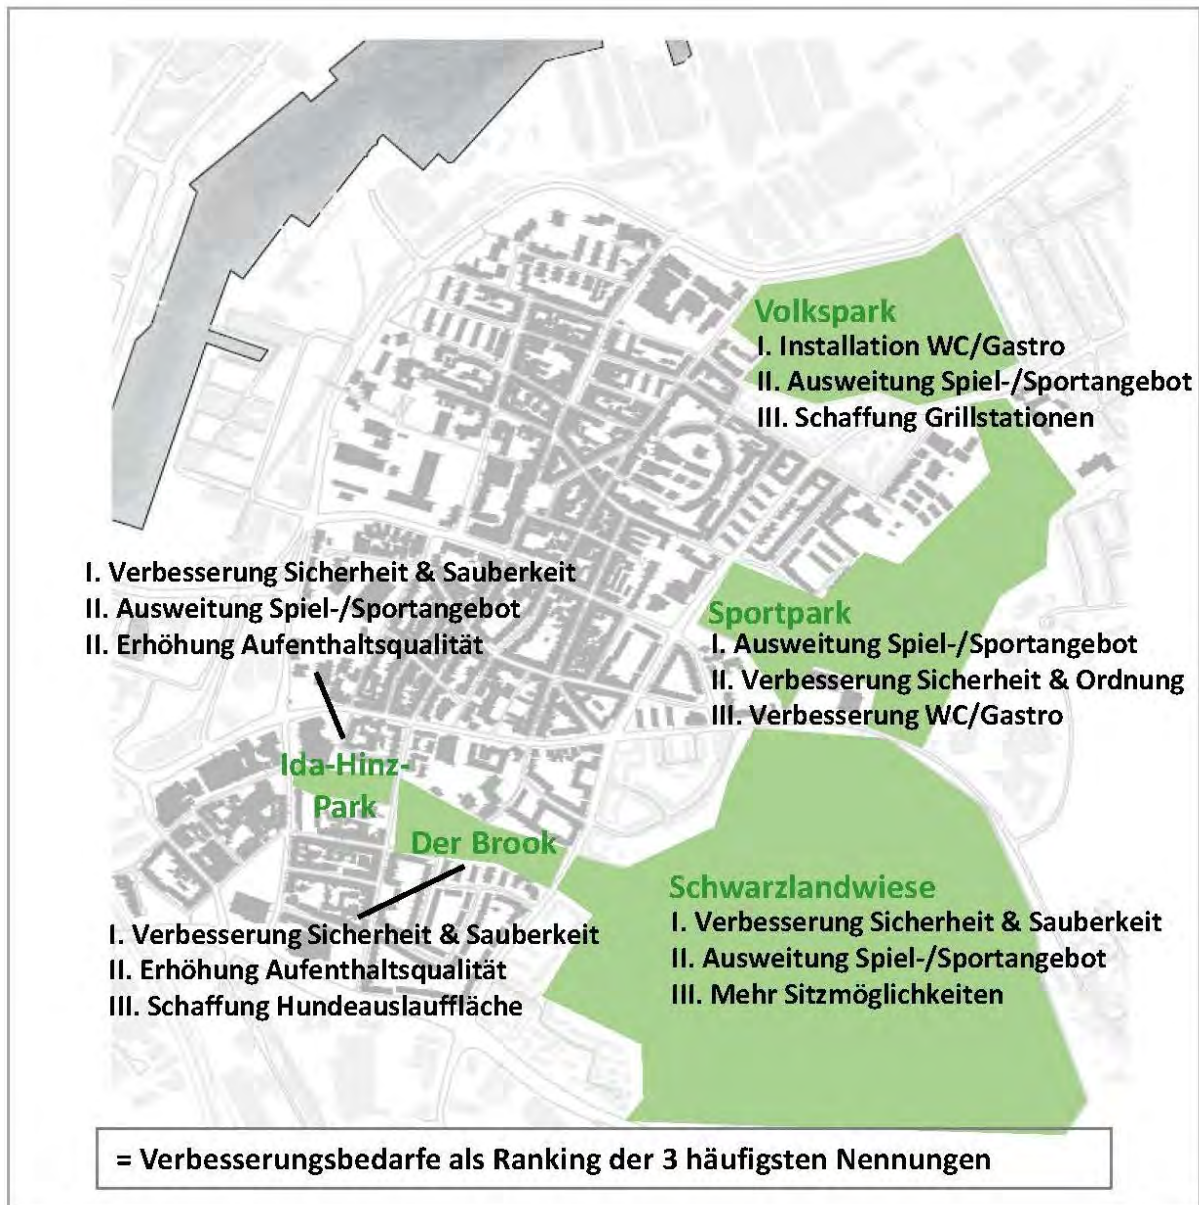 Volkspark
I. Installation WC/Gastro
II. Ausweitung Spiel-/Sportangebot
III. Schaffung Grillstationen
I. Verbesserung Sicherheit & Sauberkeit
II. Ausweitung Spiel-/Sportangebot
II. Erhöhung Aufenthaltsqualität
Sportpark
I. Ausweitung Spiel-/Sportangebot
II. Verbesserung Sicherheit & Ordnung
III. Verbesserung WC/Gastro
Ida-Hinz-
Park
Der Brook
I. Verbesserung Sicherheit & Sauberkeit
II. Erhöhung Aufenthaltsqualität
III. Schaffung Hundeauslauffläche
Schwarzlandwiese
I. Verbesserung Sicherheit & Sauberkeit
II. Ausweitung Spiel-/Sportangebot
III. Mehr Sitzmöglichkeiten
= Verbesserungsbedarfe als Ranking der 3 häufigsten Nennungen